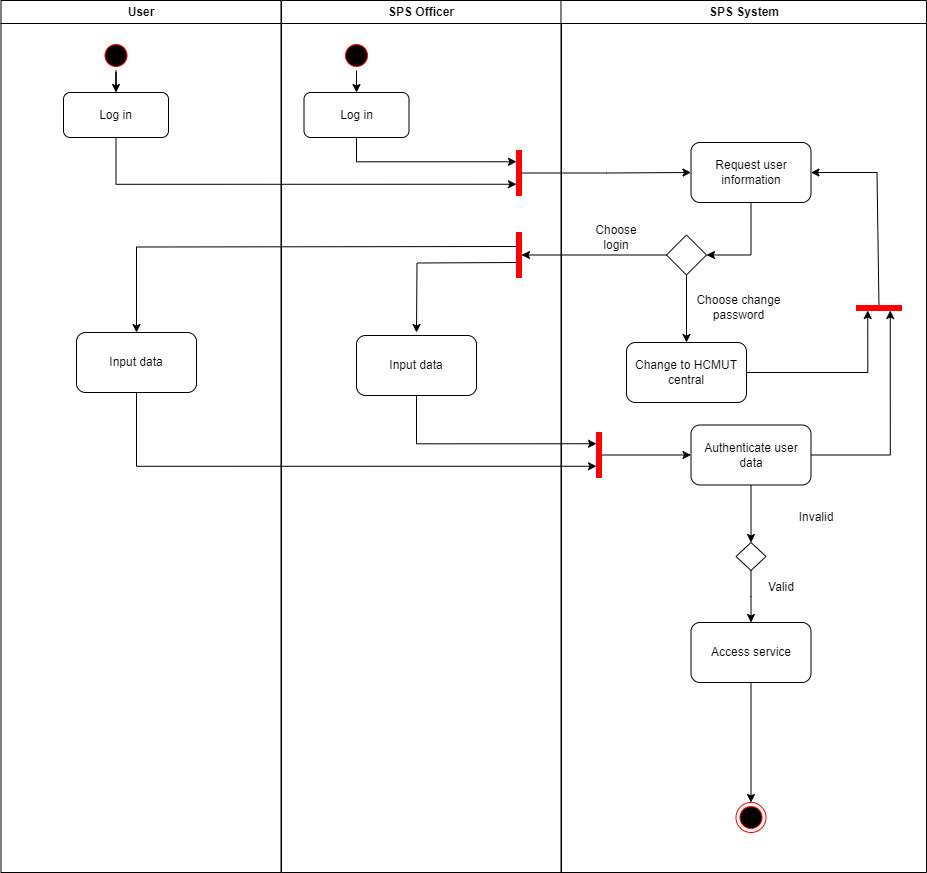 User
SPS Officer
SPS System
Log in
Log in
Request user
information
Choose
login
Choose change
password
Input data
Input data
Change to HCMUT
central
Authenticate user
data
Invalid
Valid
Access service